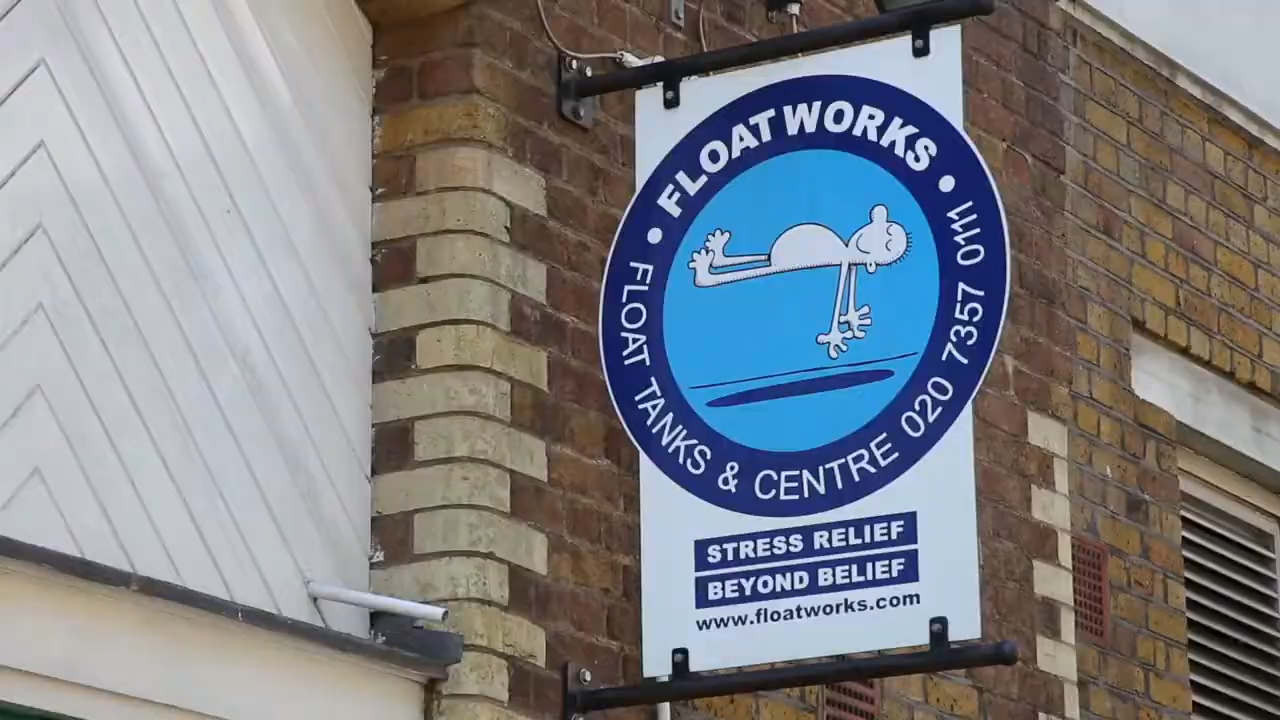 FLOATWORKS
FLOAT TANKS & CENTRE 020 7357 0111
STRESS RELIEF
BEYOND BELIEF
www.floatworks.com